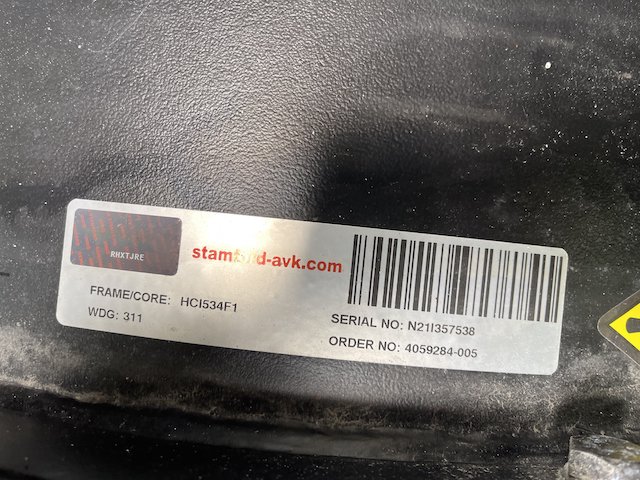 RHXTJRE
stamford-avk.com
FRAME/CORE: HCI534F1
WDG: 311
SERIAL NO: N21I357538
ORDER NO: 4059284-005